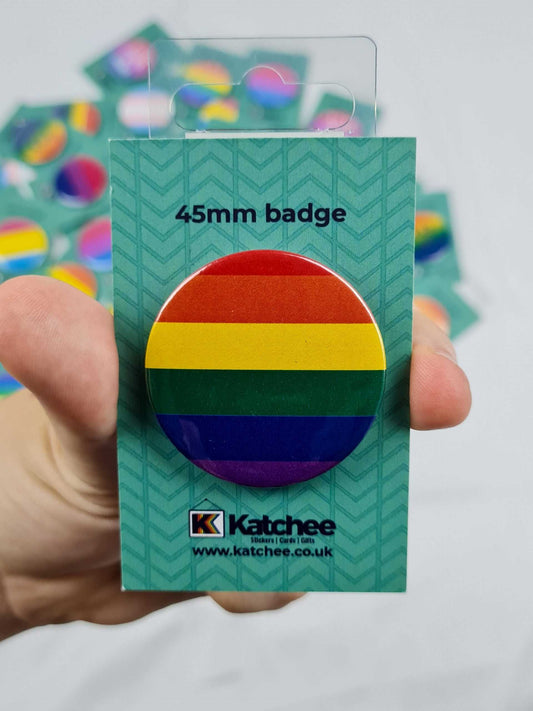 45mm badge
K Katchee
Stickers | Cards | Gifts
www.katchee.co.uk